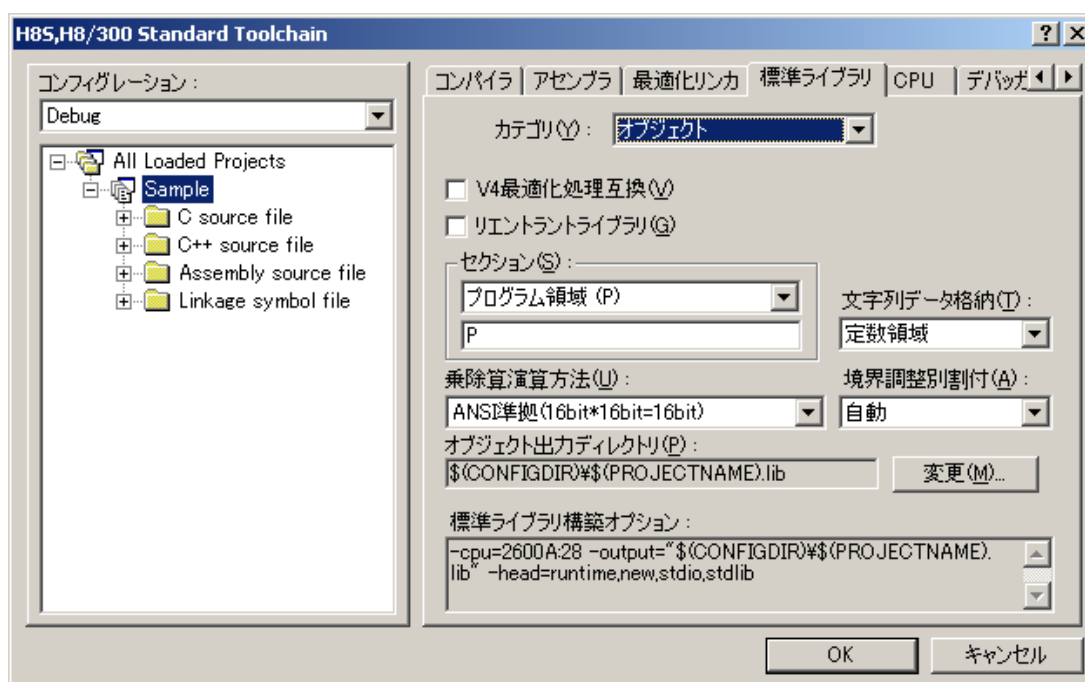 H8S,H8/300 Standard Toolchain
コンフィグレーション :
Debug
All Loaded Projects
Sample
C source file
C++ source file
Assembly source file
Linkage symbol file
コンパイラ アセンブラ 最適化リンカ 標準ライブラリ CPU デバッガ
カテゴリ(Y) : オブジェクト
V4最適化処理互換(V)
リエントラントライブラリ(G)
セクション(S) :
プログラム領域 (P)
P
文字列データ格納(T) :
定数領域
乗除算演算方法(U) :
ANSI準拠(16bit*16bit=16bit)
境界調整別割付(A) :
自動
オブジェクト出力ディレクトリ(P) :
$(CONFIGDIR)¥$(PROJECTNAME).lib
変更(M)...
標準ライブラリ構築オプション :
-cpu=2600A:28 -output="$(CONFIGDIR)¥$(PROJECTNAME).
lib" -head=runtime,new,stdio,stdlib
OK
キャンセル